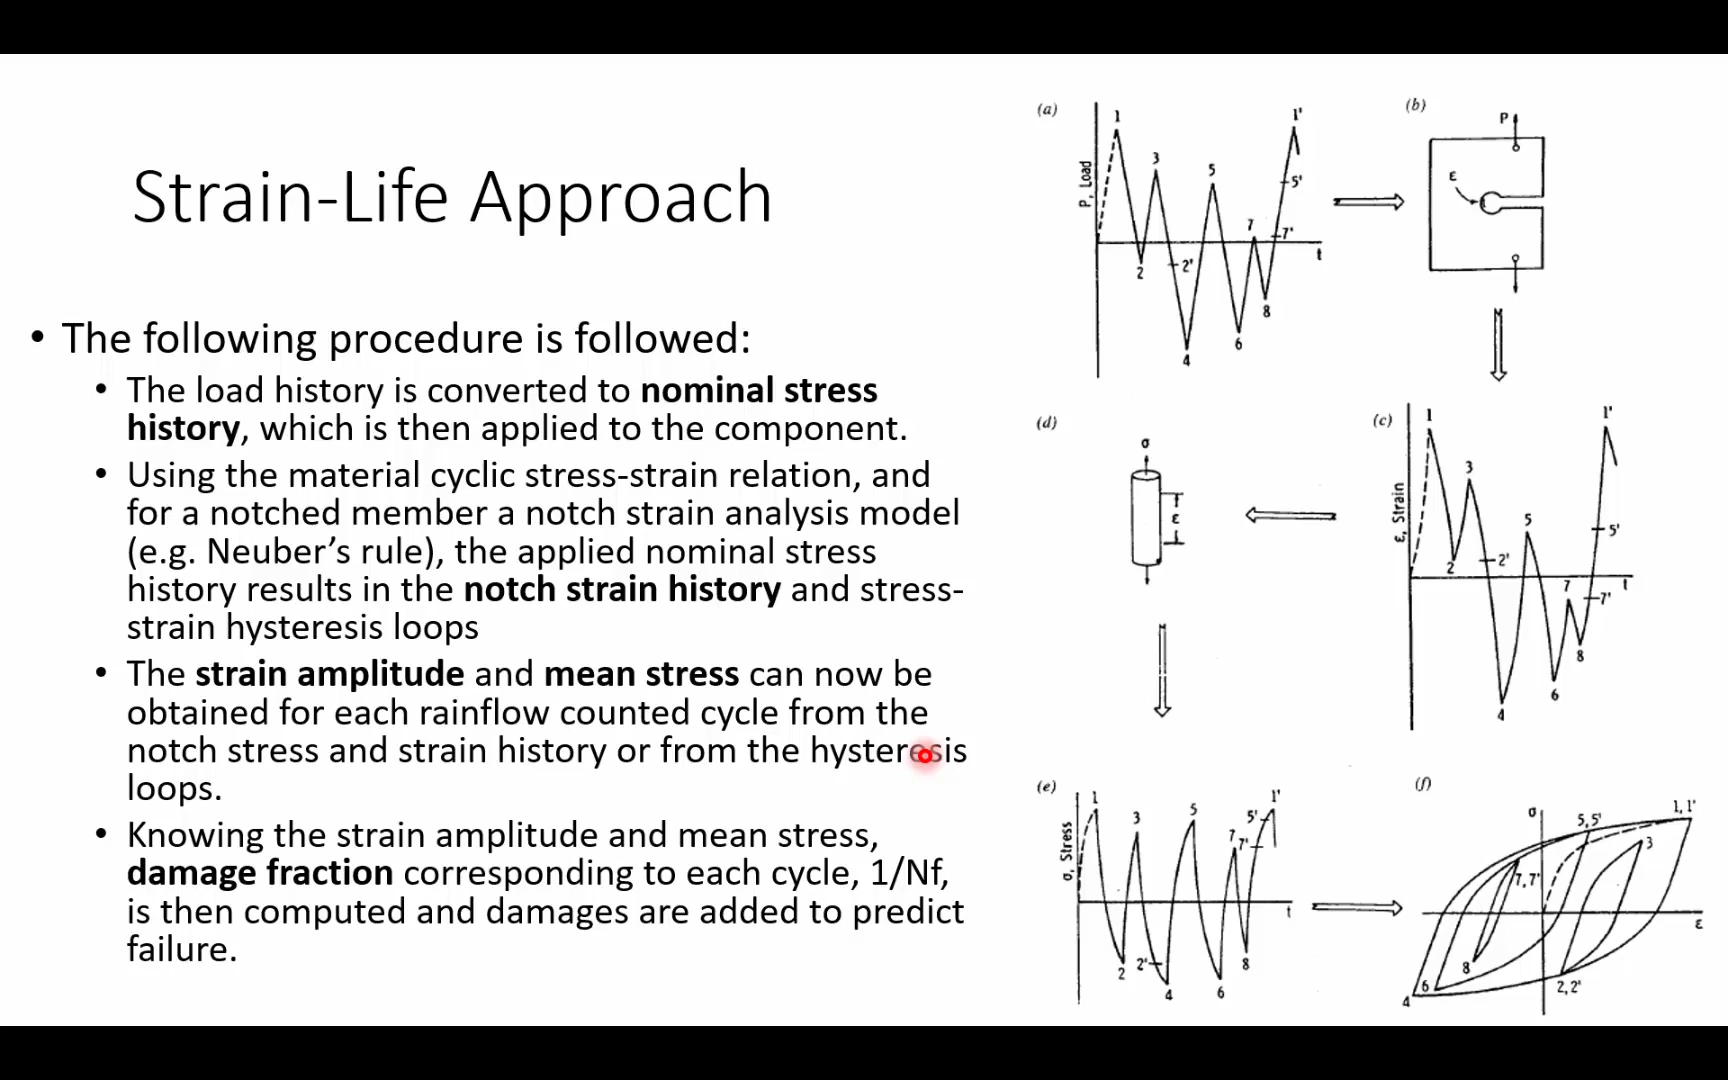 Strain-Life Approach
• The following procedure is followed:
• The load history is converted to nominal stress
history, which is then applied to the component.
• Using the material cyclic stress-strain relation, and
for a notched member a notch strain analysis model
(e.g. Neuber’s rule), the applied nominal stress
history results in the notch strain history and stress-
strain hysteresis loops
• The strain amplitude and mean stress can now be
obtained for each rainflow counted cycle from the
notch stress and strain history or from the hysteresis
loops.
• Knowing the strain amplitude and mean stress,
damage fraction corresponding to each cycle, 1/Nf,
is then computed and damages are added to predict
failure.
(a)
P, Load
1
2
3
2'
4
5
6
7
8
7'
5'
1'
t
(b)
P
ε
(c)
ε, Strain
1
2
3
2'
4
5
6
7
8
7'
5'
1'
t
(d)
σ
ε
(e)
σ, Stress
1
2
3
2'
4
5
6
7
7'
8
5'
1'
t
(f)
σ
5,5'
1,1'
3
7,7'
ε
8
6
4
2,2'